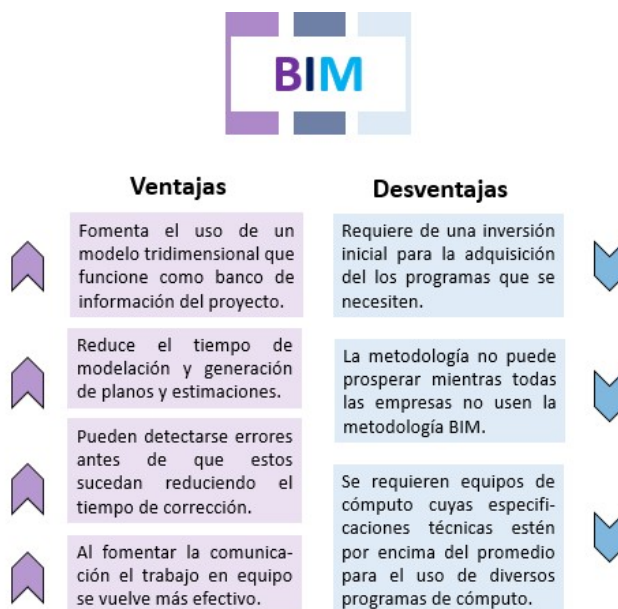 BIM
Ventajas
Fomenta el uso de un
modelo tridimensional que
funcione como banco de
información del proyecto.
Reduce el tiempo de
modelación y generación
de planos y estimaciones.
Pueden detectarse errores
antes de que estos
sucedan reduciendo el
tiempo de corrección.
Al fomentar la comunica-
ción el trabajo en equipo
se vuelve más efectivo.
Desventajas
Requiere de una inversión
inicial para la adquisición
del los programas que se
necesiten.
La metodología no puede
prosperar mientras todas
las empresas no usen la
metodología BIM.
Se requieren equipos de
cómputo cuyas especifi-
caciones técnicas estén
por encima del promedio
para el uso de diversos
programas de cómputo.